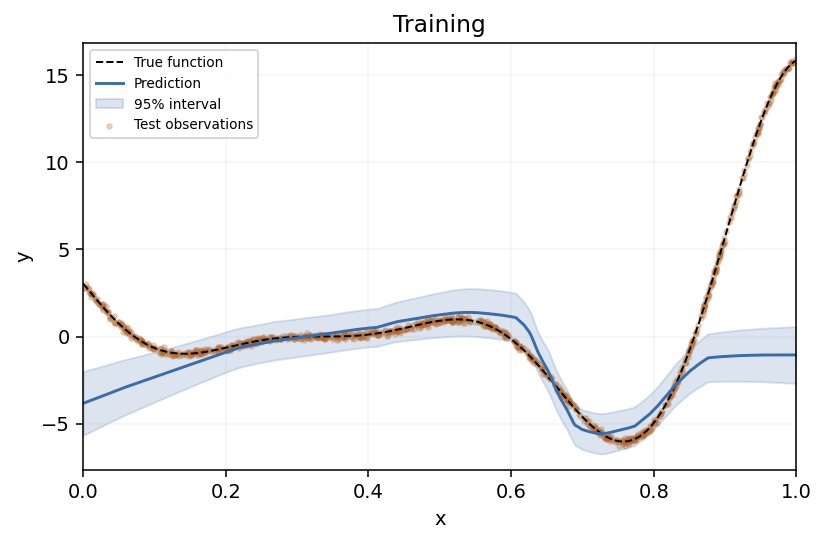 Training
True function
Prediction
95% interval
Test observations
15
10
5
0
−5
y
0.0 0.2 0.4 0.6 0.8 1.0
x